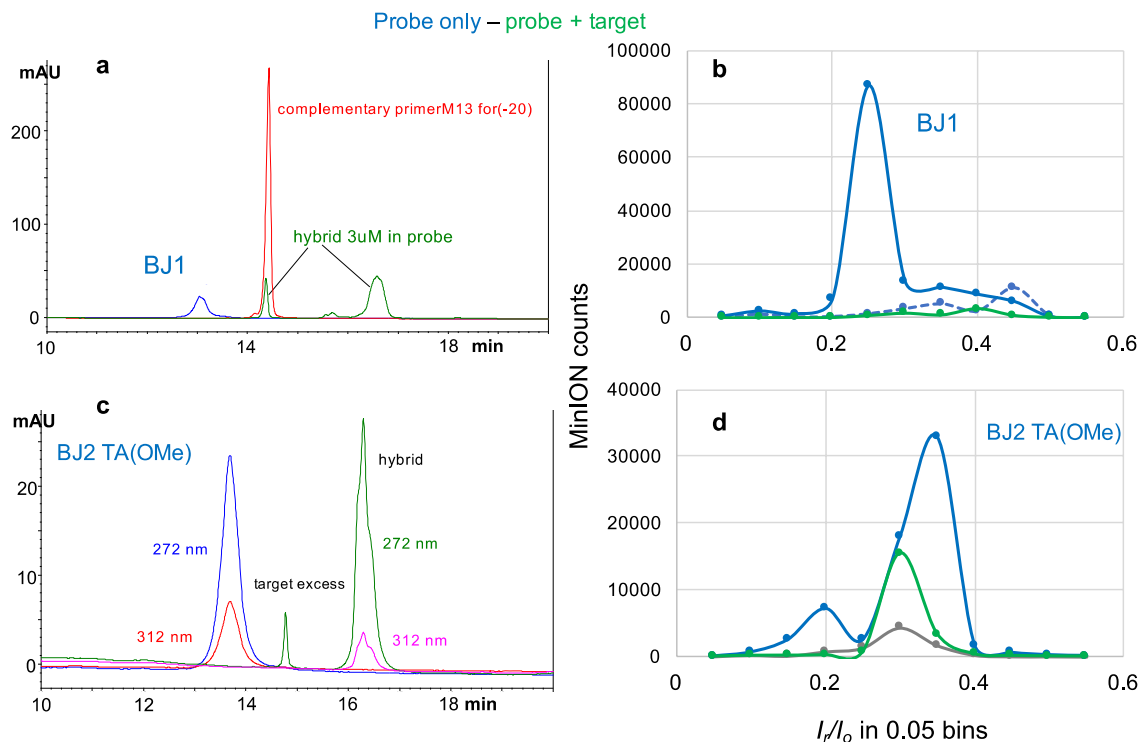 Probe only – probe + target
a
mAU
200
100
0
10
14
18
min
complementary primerM13 for(-20)
hybrid 3uM in probe
BJ1
b
100000
80000
60000
40000
20000
0
0
0.2
0.4
0.6
BJ1
MinION counts
c
mAU
BJ2 TA(OMe)
20
10
0
10
12
14
16
18
min
272 nm
312 nm
target excess
hybrid
272 nm
312 nm
d
40000
30000
20000
10000
0
0
0.2
0.4
0.6
BJ2 TA(OMe)
Ir/Io in 0.05 bins